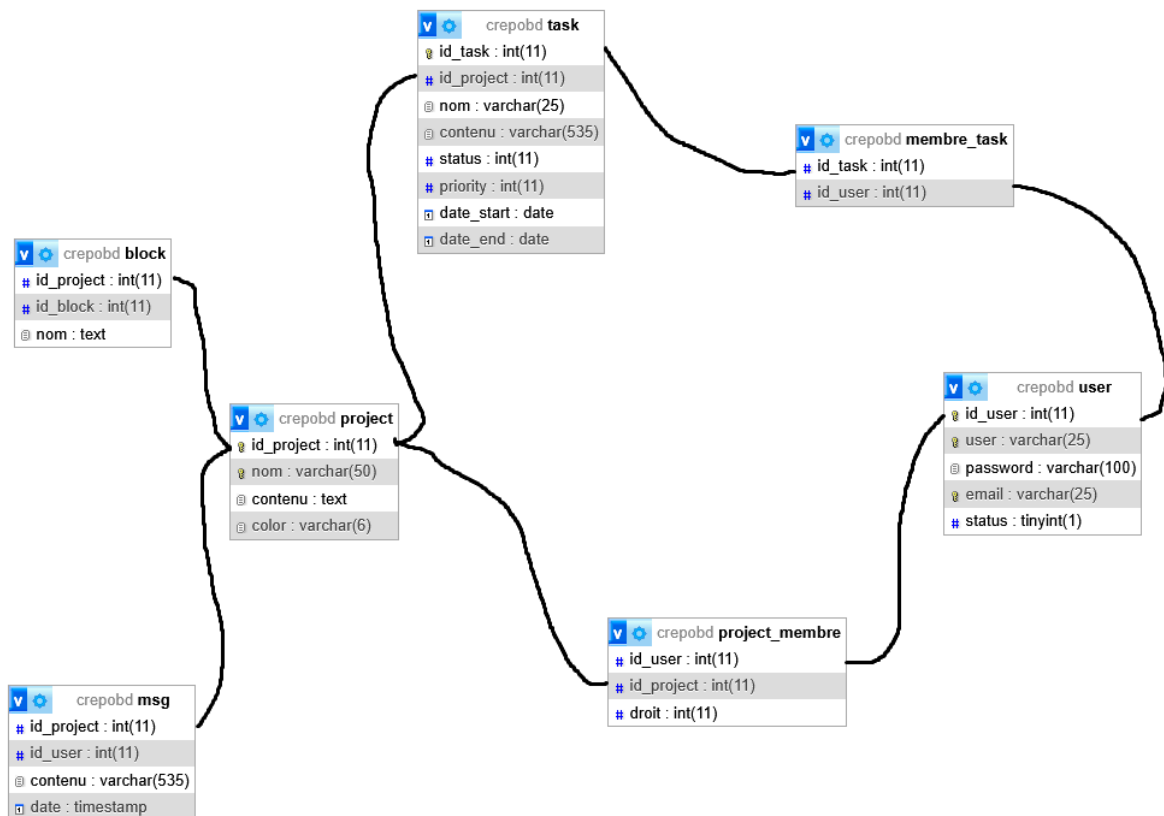 crepobd task
id_task : int(11)
id_project : int(11)
nom : varchar(25)
contenu : varchar(535)
status : int(11)
priority : int(11)
date_start : date
date_end : date
crepobd membre_task
id_task : int(11)
id_user : int(11)
crepobd block
id_project : int(11)
id_block : int(11)
nom : text
crepobd project
id_project : int(11)
nom : varchar(50)
contenu : text
color : varchar(6)
crepobd user
id_user : int(11)
user : varchar(25)
password : varchar(100)
email : varchar(25)
status : tinyint(1)
crepobd project_membre
id_user : int(11)
id_project : int(11)
droit : int(11)
crepobd msg
id_project : int(11)
id_user : int(11)
contenu : varchar(535)
date : timestamp